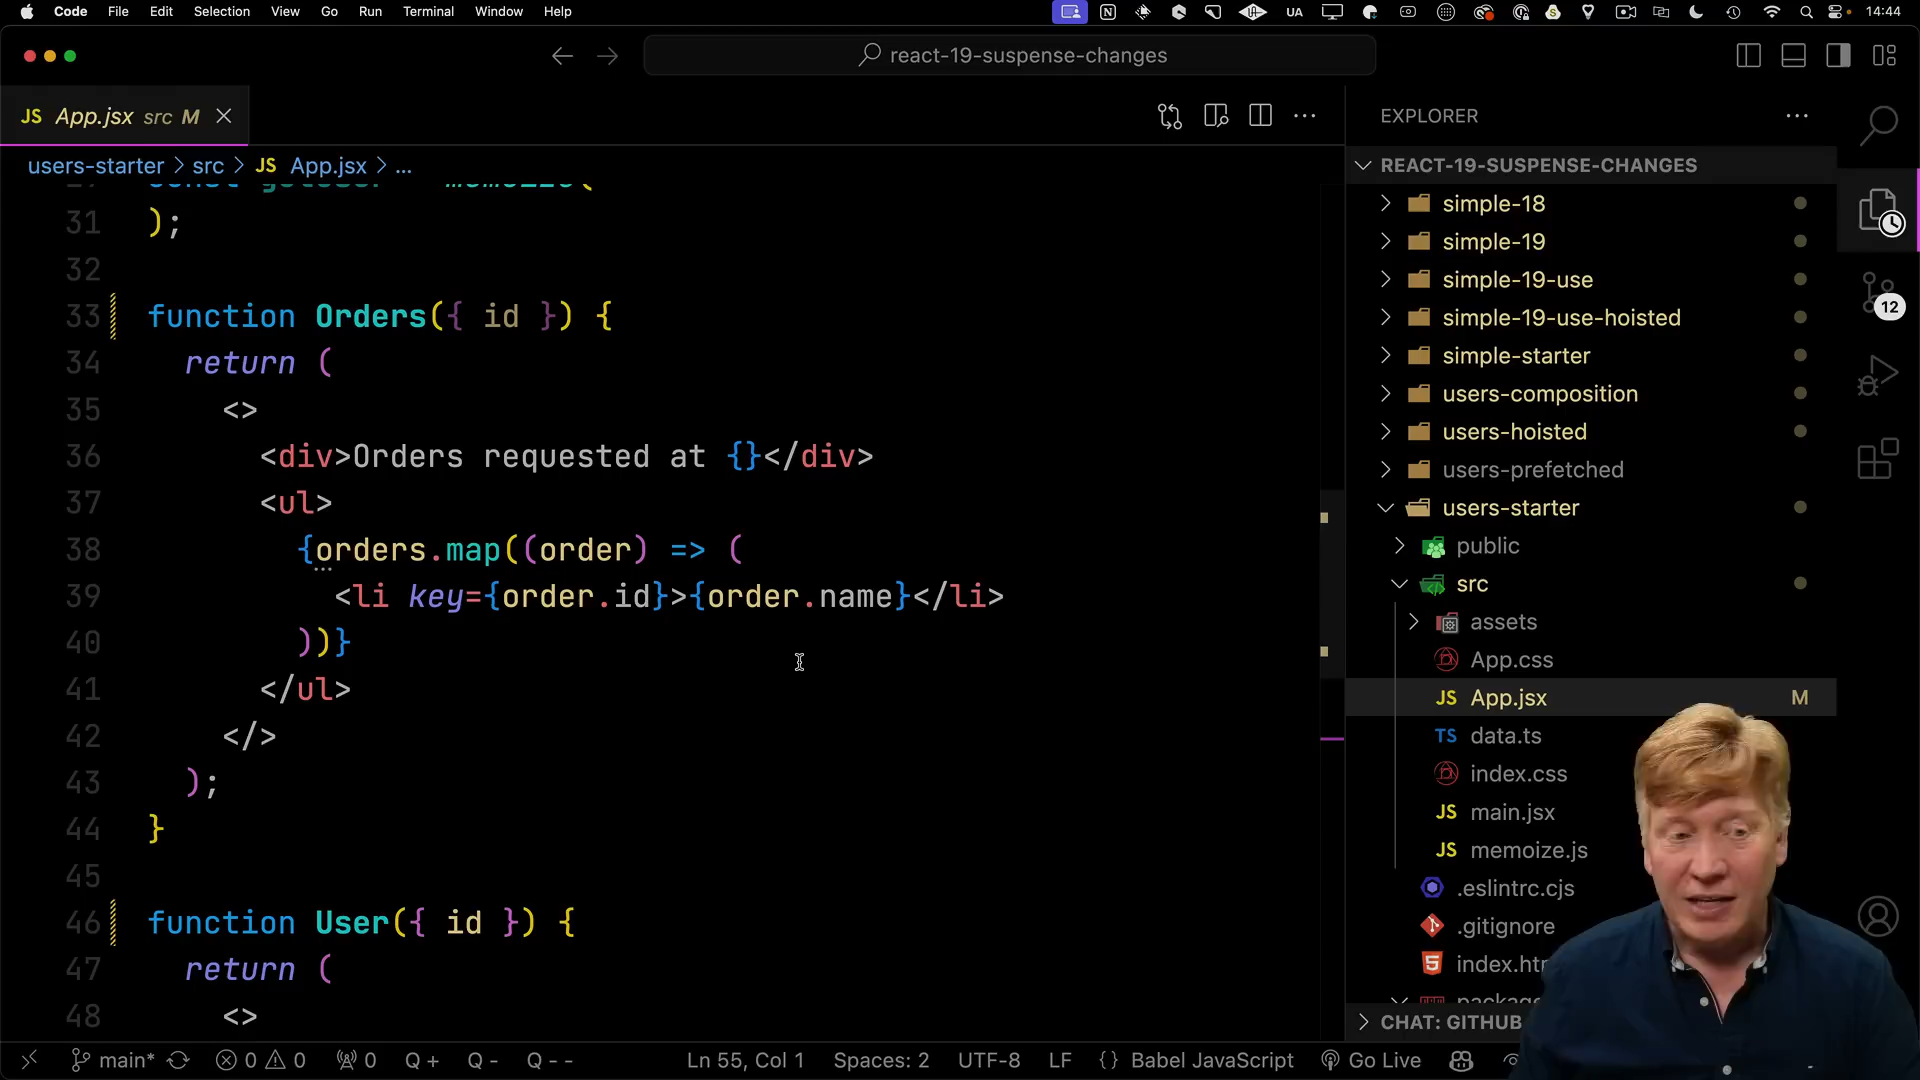 Code File Edit Selection View Go Run Terminal Window Help UA 14:44
react-19-suspense-changes
JS App.jsx src M
users-starter > src > JS App.jsx > ...
31 );
32
33 function Orders({ id }) {
34 return (
35 <>
36 <div>Orders requested at {}</div>
37 <ul>
38 {orders.map((order) => (
39 <li key={order.id}>{order.name}</li>
40 ))}
41 </ul>
42 </>
43 );
44 }
45
46 function User({ id }) {
47 return (
48 <>
EXPLORER
REACT-19-SUSPENSE-CHANGES
simple-18
simple-19
simple-19-use
simple-19-use-hoisted
simple-starter
users-composition
users-hoisted
users-prefetched
users-starter
public
src
assets
App.css
JS App.jsx M
TS data.ts
index.css
JS main.jsx
JS memoize.js
.eslintrc.cjs
.gitignore
CHAT: GITHUB
12
main* 0 0 0 Q + Q - Q - - Ln 55, Col 1 Spaces: 2 UTF-8 LF {} Babel JavaScript Go Live